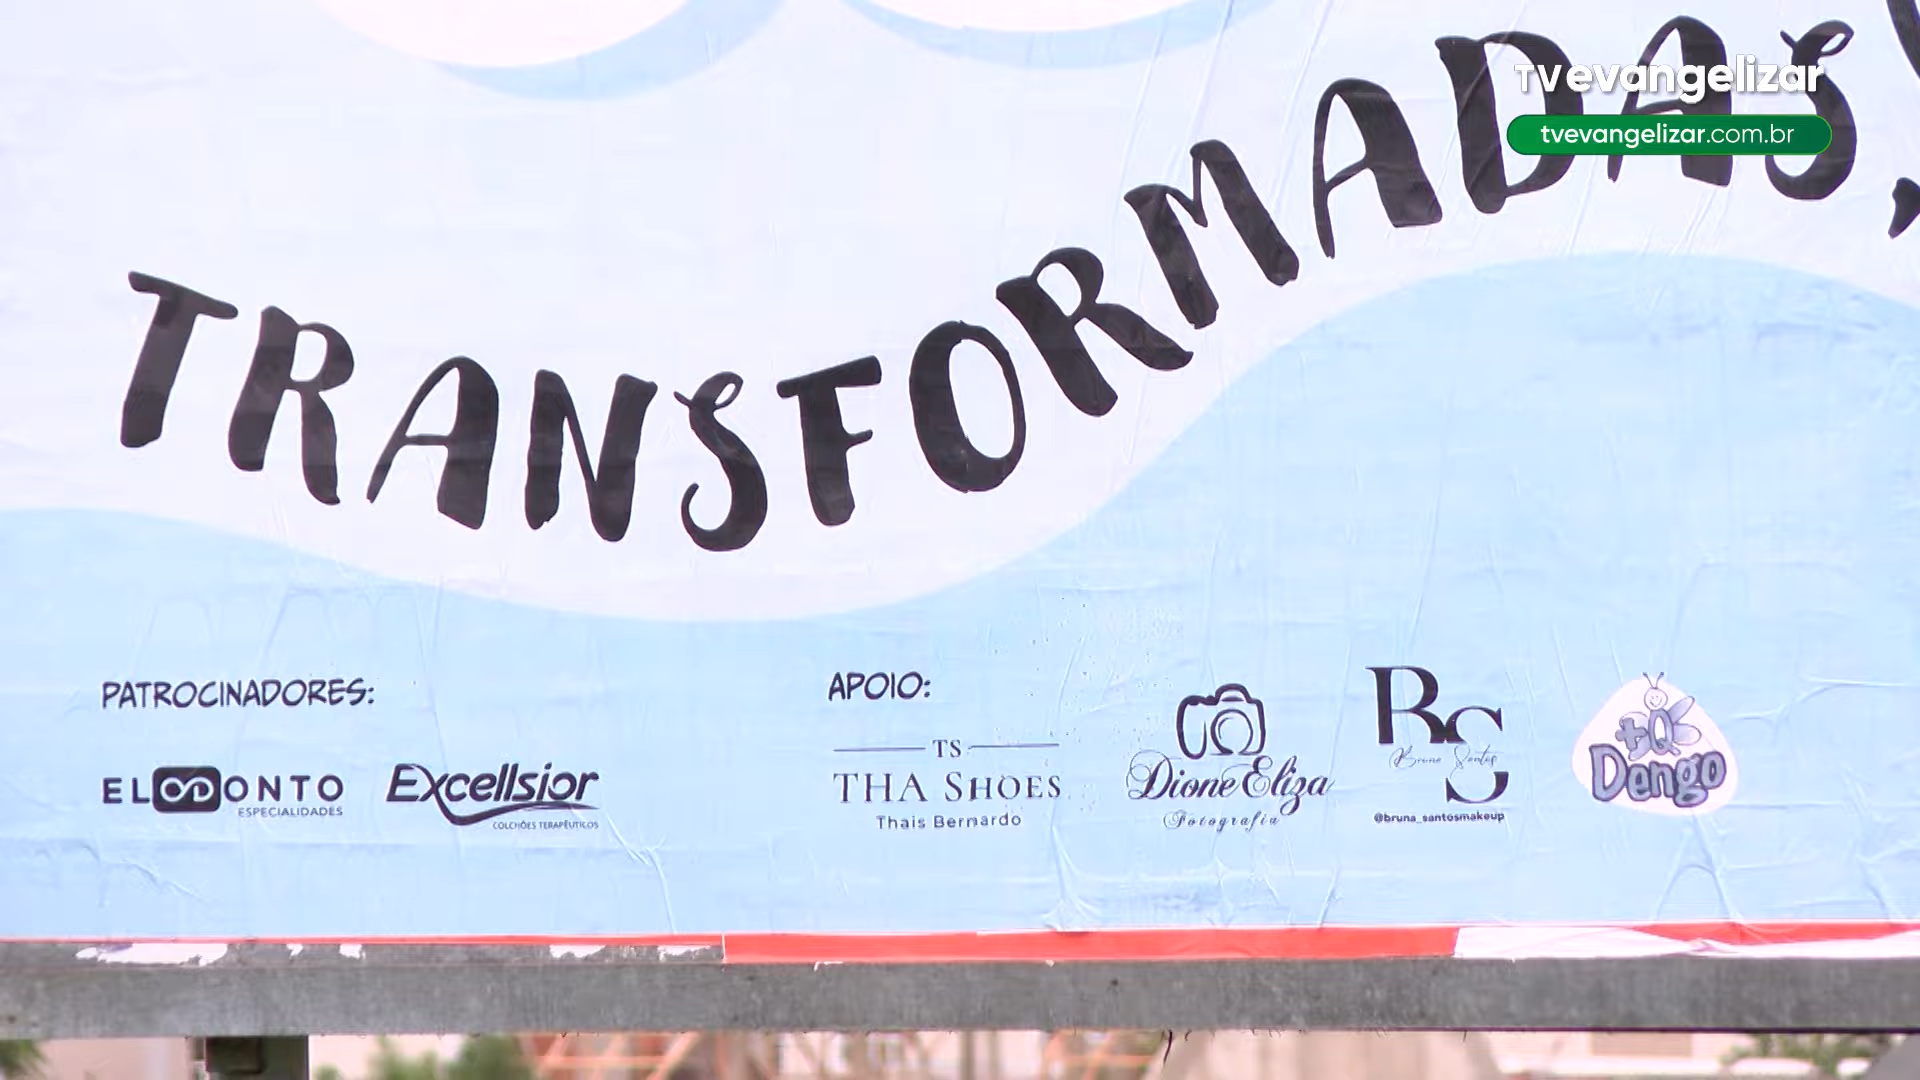 TVevangelizar
tvevangelizar.com.br
TRANSFORMADAS,
PATROCINADORES:
ELODONTO
ESPECIALIDADES
Excellsior
COLCHÕES TERAPÊUTICOS
APOIO:
TS
THA SHOES
Thais Bernardo
Dione Eliza
Fotografia
BS
Bruna Santos
@bruna_santosmakeup
+Q
Dengo